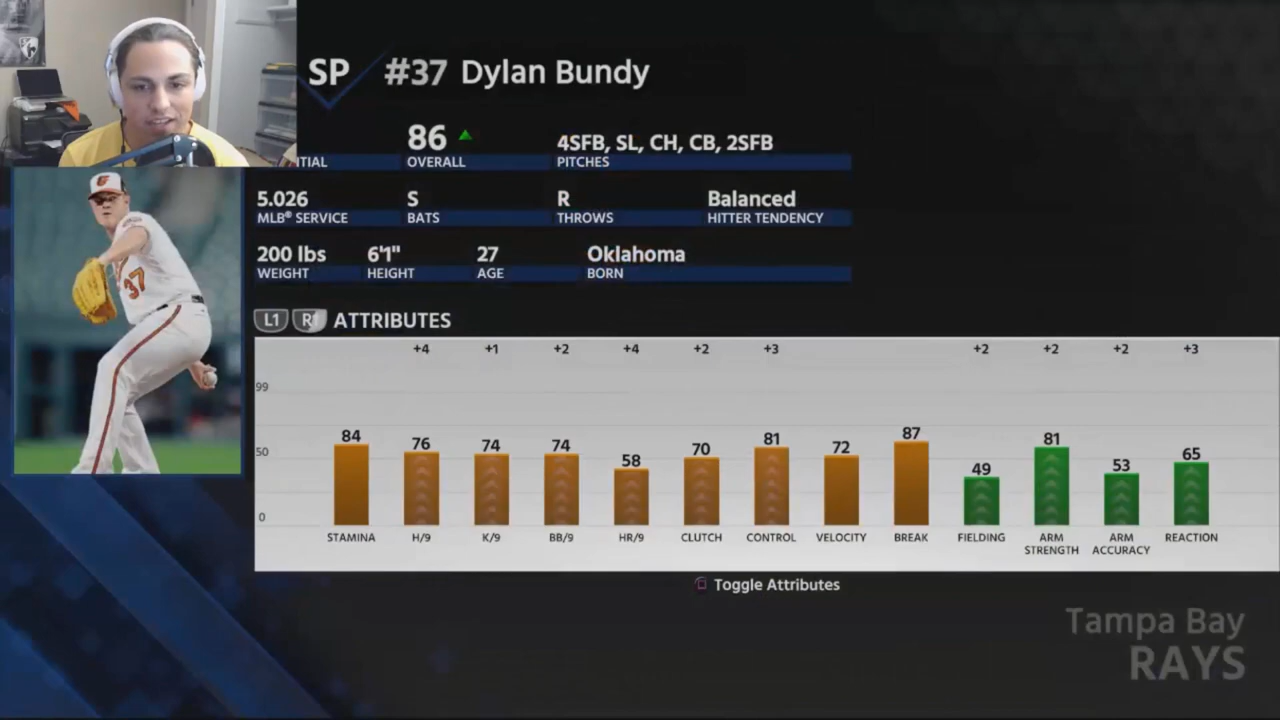 SP #37 Dylan Bundy
86 4SFB, SL, CH, CB, 2SFB
TIAL OVERALL PITCHES
5.026 S R Balanced
MLB® SERVICE BATS THROWS HITTER TENDENCY
200 lbs 6'1" 27 Oklahoma
WEIGHT HEIGHT AGE BORN
L1 R1 ATTRIBUTES
+4 +1 +2 +4 +2 +3 +2 +2 +2 +3
99
50
0
84 76 74 74 58 70 81 72 87 49 81 53 65
STAMINA H/9 K/9 BB/9 HR/9 CLUTCH CONTROL VELOCITY BREAK FIELDING ARM STRENGTH ARM ACCURACY REACTION
Toggle Attributes
37
Tampa Bay
RAYS